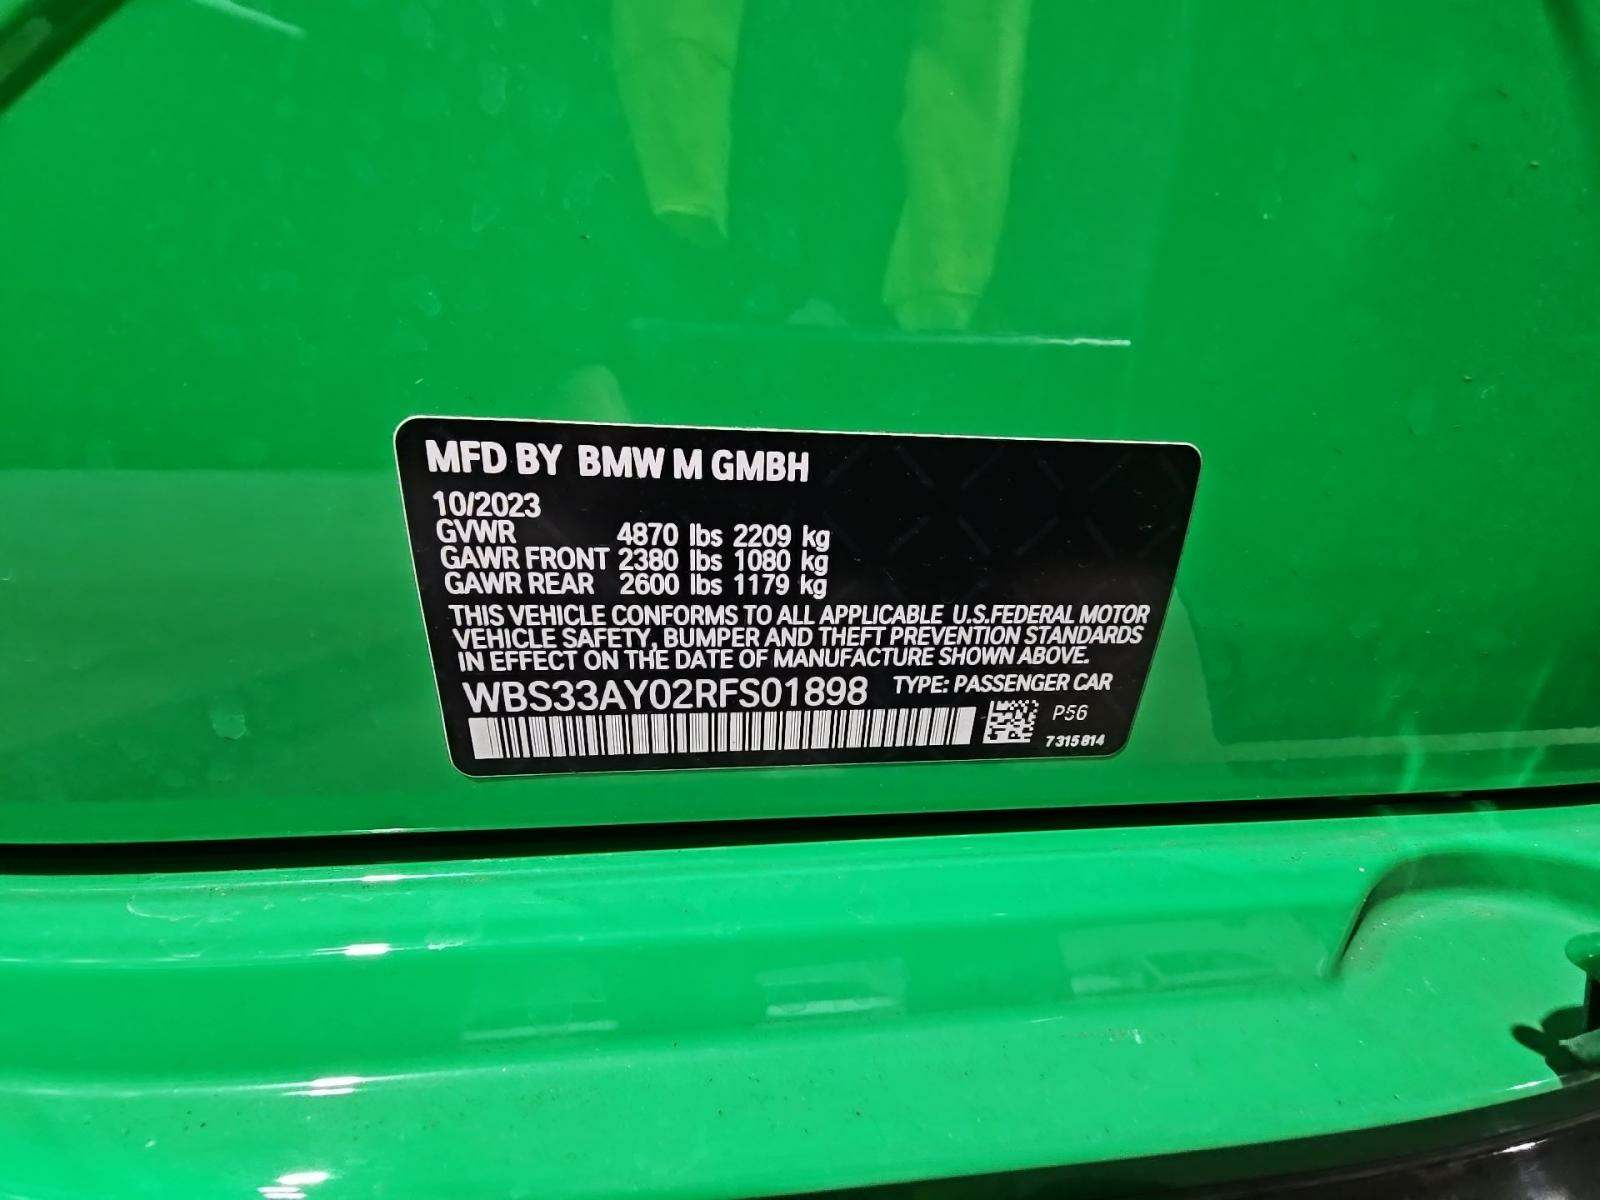 MFD BY BMW M GMBH
10/2023
GVWR 4870 lbs 2209 kg
GAWR FRONT 2380 lbs 1080 kg
GAWR REAR 2600 lbs 1179 kg
THIS VEHICLE CONFORMS TO ALL APPLICABLE U.S.FEDERAL MOTOR
VEHICLE SAFETY, BUMPER AND THEFT PREVENTION STANDARDS
IN EFFECT ON THE DATE OF MANUFACTURE SHOWN ABOVE.
WBS33AY02RFS01898 TYPE: PASSENGER CAR
P56
7315814